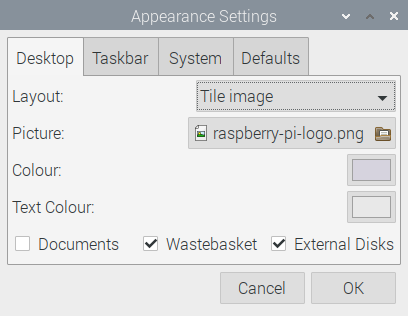 Appearance Settings
Desktop Taskbar System Defaults
Layout: Tile image
Picture: raspberry-pi-logo.png
Colour:
Text Colour:
Documents Wastebasket External Disks
Cancel OK